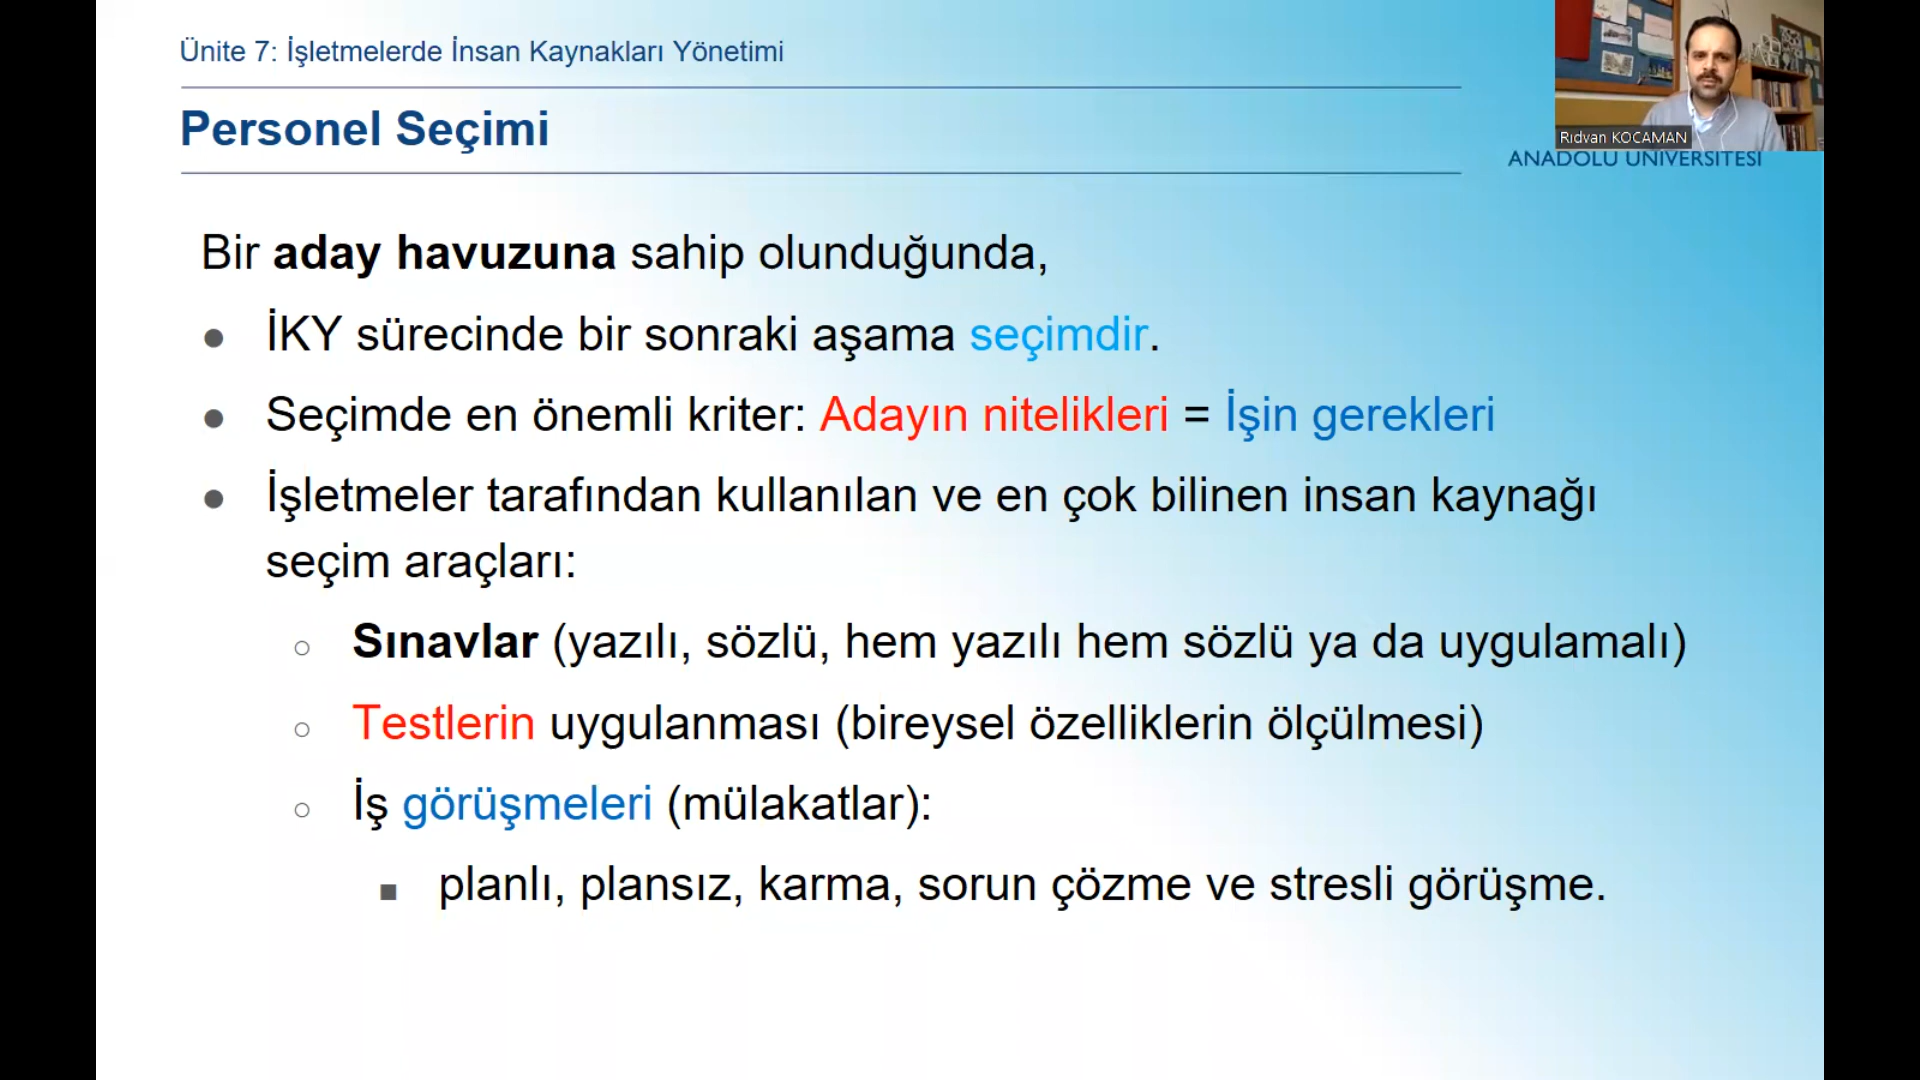 Ünite 7: İşletmelerde İnsan Kaynakları Yönetimi
Personel Seçimi
Rıdvan KOCAMAN
ANADOLU ÜNİVERSİTESİ
Bir aday havuzuna sahip olunduğunda,
● İKY sürecinde bir sonraki aşama seçimdir.
● Seçimde en önemli kriter: Adayın nitelikleri = İşin gerekleri
● İşletmeler tarafından kullanılan ve en çok bilinen insan kaynağı
seçim araçları:
○ Sınavlar (yazılı, sözlü, hem yazılı hem sözlü ya da uygulamalı)
○ Testlerin uygulanması (bireysel özelliklerin ölçülmesi)
○ İş görüşmeleri (mülakatlar):
■ planlı, plansız, karma, sorun çözme ve stresli görüşme.